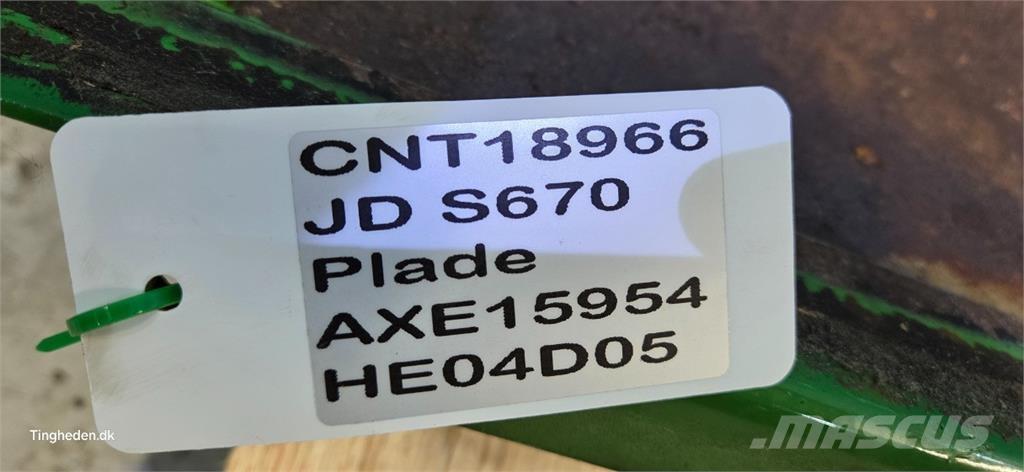 CNT18966
JD S670
Plade
AXE15954
HE04D05
Tingheden.dk
MASCUS